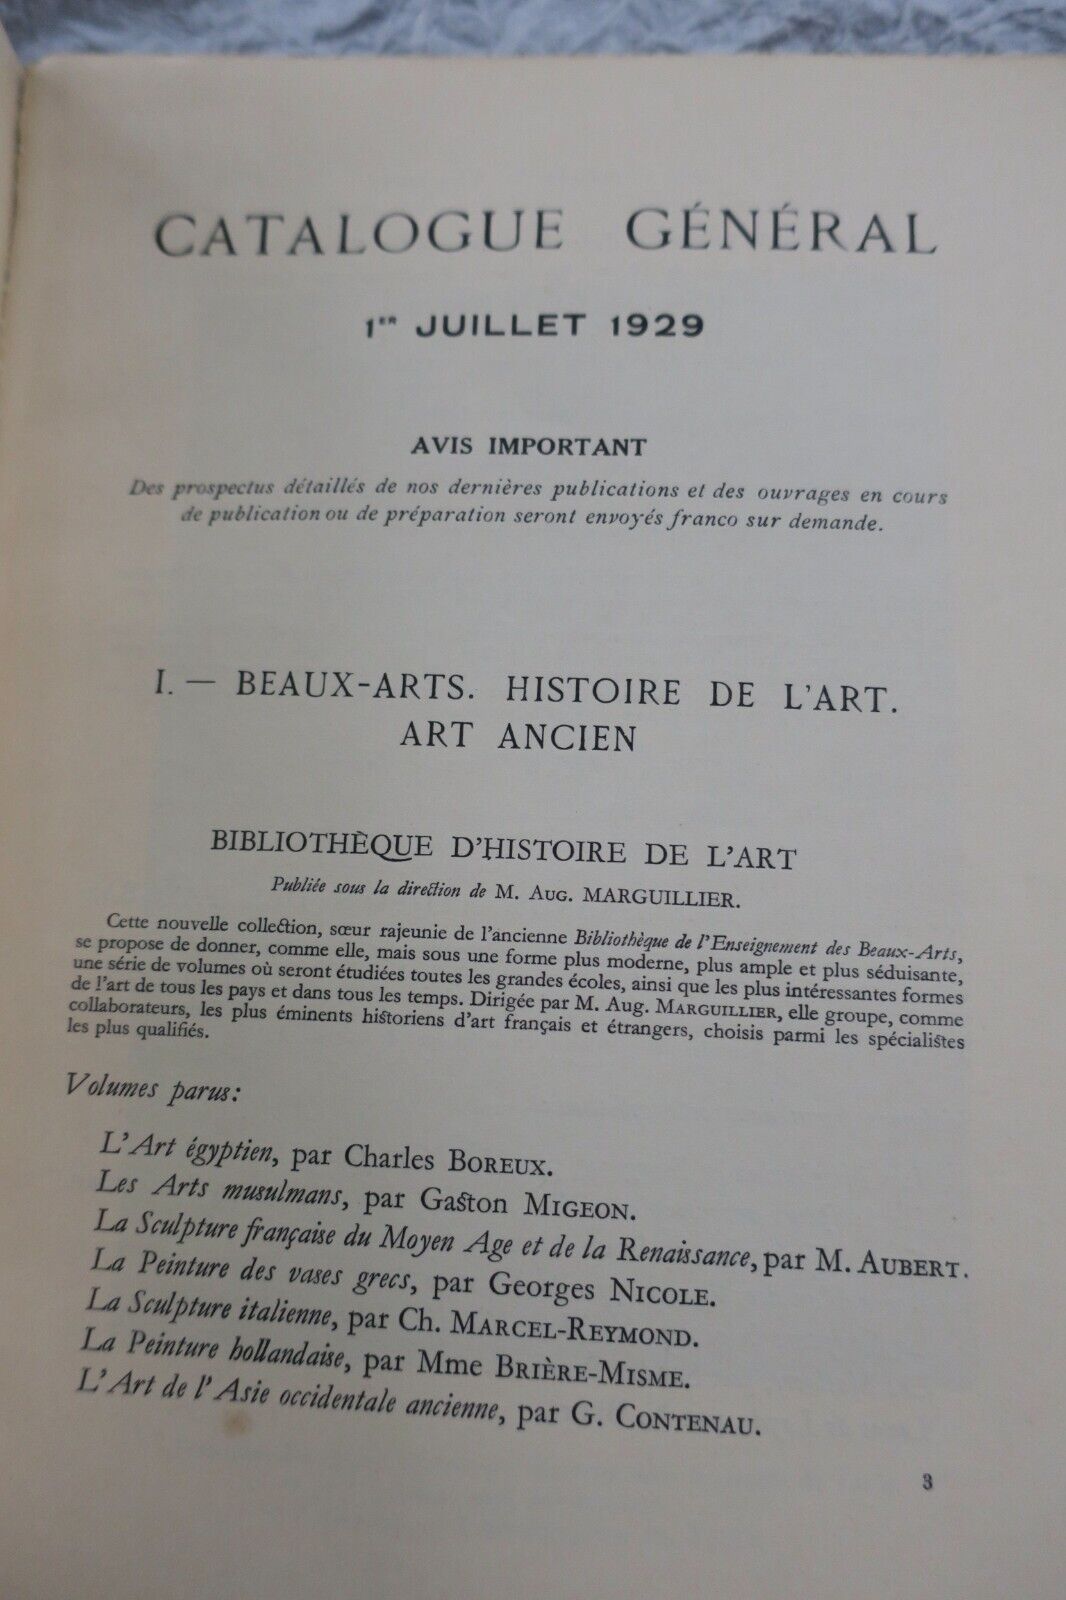 CATALOGUE GÉNÉRAL
1ER JUILLET 1929
AVIS IMPORTANT
Des prospectus détaillés de nos dernières publications et des ouvrages en cours
de publication ou de préparation seront envoyés franco sur demande.
I. — BEAUX-ARTS. HISTOIRE DE L'ART.
ART ANCIEN
BIBLIOTHÈQUE D'HISTOIRE DE L'ART
Publiée sous la direction de M. Aug. MARGUILLIER.
Cette nouvelle collection, sœur rajeunie de l'ancienne Bibliothèque de l'Enseignement des Beaux-Arts,
se propose de donner, comme elle, mais sous une forme plus moderne, plus ample et plus séduisante,
une série de volumes où seront étudiées toutes les grandes écoles, ainsi que les plus intéressantes formes
de l'art de tous les pays et dans tous les temps. Dirigée par M. Aug. MARGUILLIER, elle groupe, comme
collaborateurs, les plus éminents historiens d'art français et étrangers, choisis parmi les spécialistes
les plus qualifiés.
Volumes parus :
L'Art égyptien, par Charles BOREUX.
Les Arts musulmans, par Gaston MIGEON.
La Sculpture française du Moyen Age et de la Renaissance, par M. AUBERT.
La Peinture des vases grecs, par Georges NICOLE.
La Sculpture italienne, par Ch. MARCEL-REYMOND.
La Peinture hollandaise, par Mme BRIÈRE-MISME.
L'Art de l'Asie occidentale ancienne, par G. CONTENAU.
3